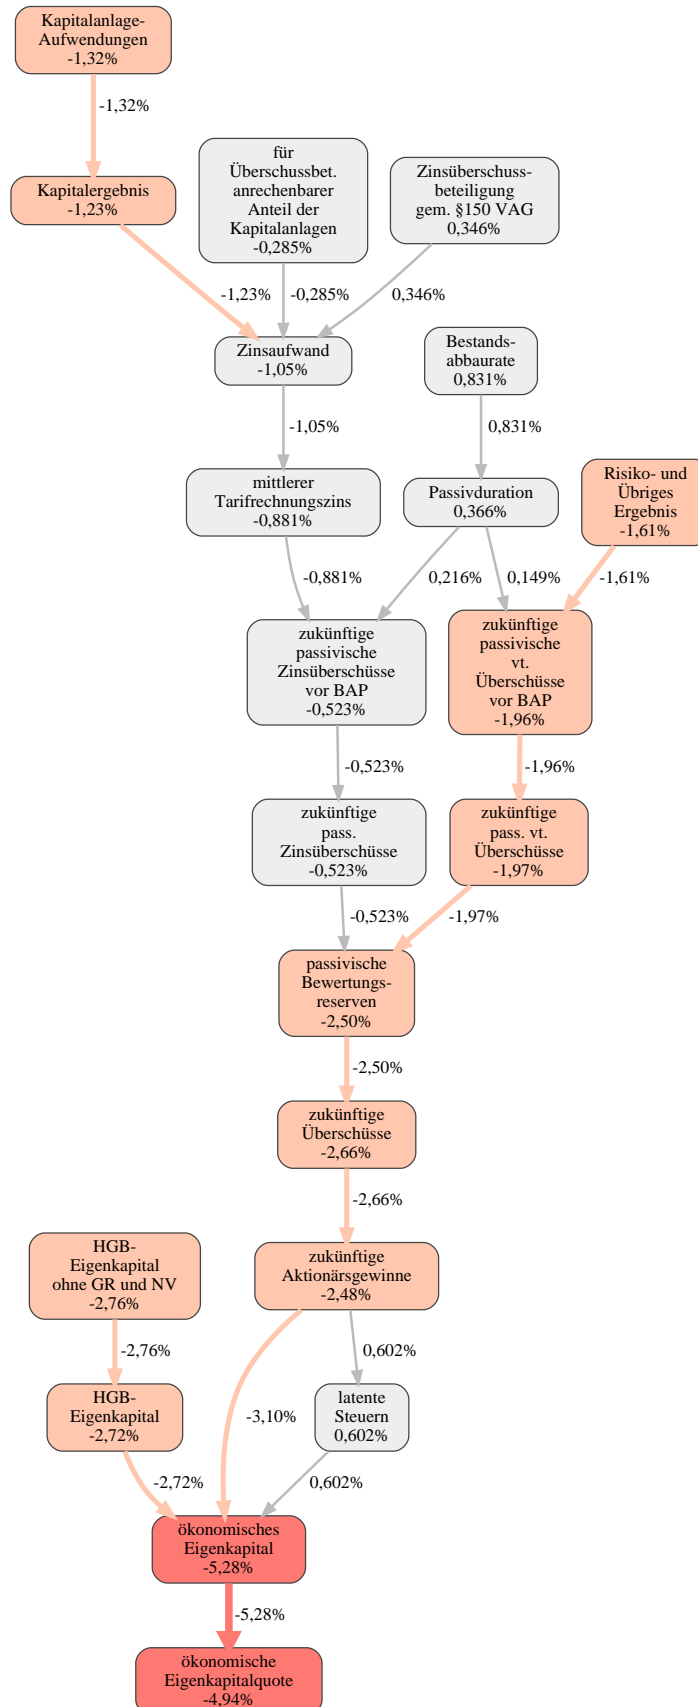 Kapitalanlage-
Aufwendungen
-1,32%
-1,32%
Kapitalergebnis
-1,23%
für
Überschussbet.
anrechenbarer
Anteil der
Kapitalanlagen
-0,285%
Zinsüberschuss-
beteiligung
gem. §150 VAG
0,346%
-1,23%
-0,285%
0,346%
Zinsaufwand
-1,05%
Bestands-
abbaurate
0,831%
-1,05%
0,831%
mittlerer
Tarifrechnungszins
-0,881%
Passivduration
0,366%
Risiko- und
Übriges
Ergebnis
-1,61%
-0,881%
0,216%
0,149%
-1,61%
zukünftige
passivische
Zinsüberschüsse
vor BAP
-0,523%
zukünftige
passivische
vt.
Überschüsse
vor BAP
-1,96%
-0,523%
-1,96%
zukünftige
pass.
Zinsüberschüsse
-0,523%
zukünftige
pass. vt.
Überschüsse
-1,97%
-0,523%
-1,97%
passivische
Bewertungs-
reserven
-2,50%
-2,50%
zukünftige
Überschüsse
-2,66%
-2,66%
HGB-
Eigenkapital
ohne GR und NV
-2,76%
zukünftige
Aktionärsgewinne
-2,48%
-2,76%
0,602%
HGB-
Eigenkapital
-2,72%
-3,10%
latente
Steuern
0,602%
-2,72%
0,602%
ökonomisches
Eigenkapital
-5,28%
-5,28%
ökonomische
Eigenkapitalquote
-4,94%